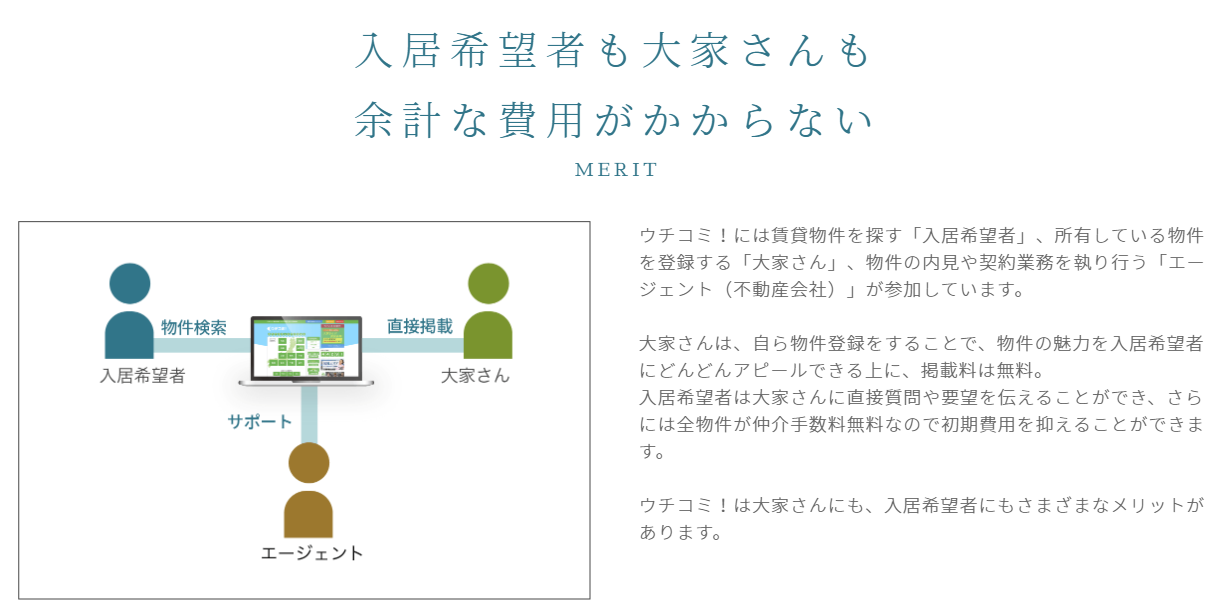 入居希望者も大家さんも
余計な費用がかからない
MERIT
物件検索
直接掲載
入居希望者
大家さん
サポート
エージェント
ウチコミ！には賃貸物件を探す「入居希望者」、所有している物件
を登録する「大家さん」、物件の内見や契約業務を執り行う「エー
ジェント（不動産会社）」が参加しています。
大家さんは、自ら物件登録をすることで、物件の魅力を入居希望者
にどんどんアピールできる上に、掲載料は無料。
入居希望者は大家さんに直接質問や要望を伝えることができ、さら
には全物件が仲介手数料無料なので初期費用を抑えることができま
す。
ウチコミ！は大家さんにも、入居希望者にもさまざまなメリットが
あります。